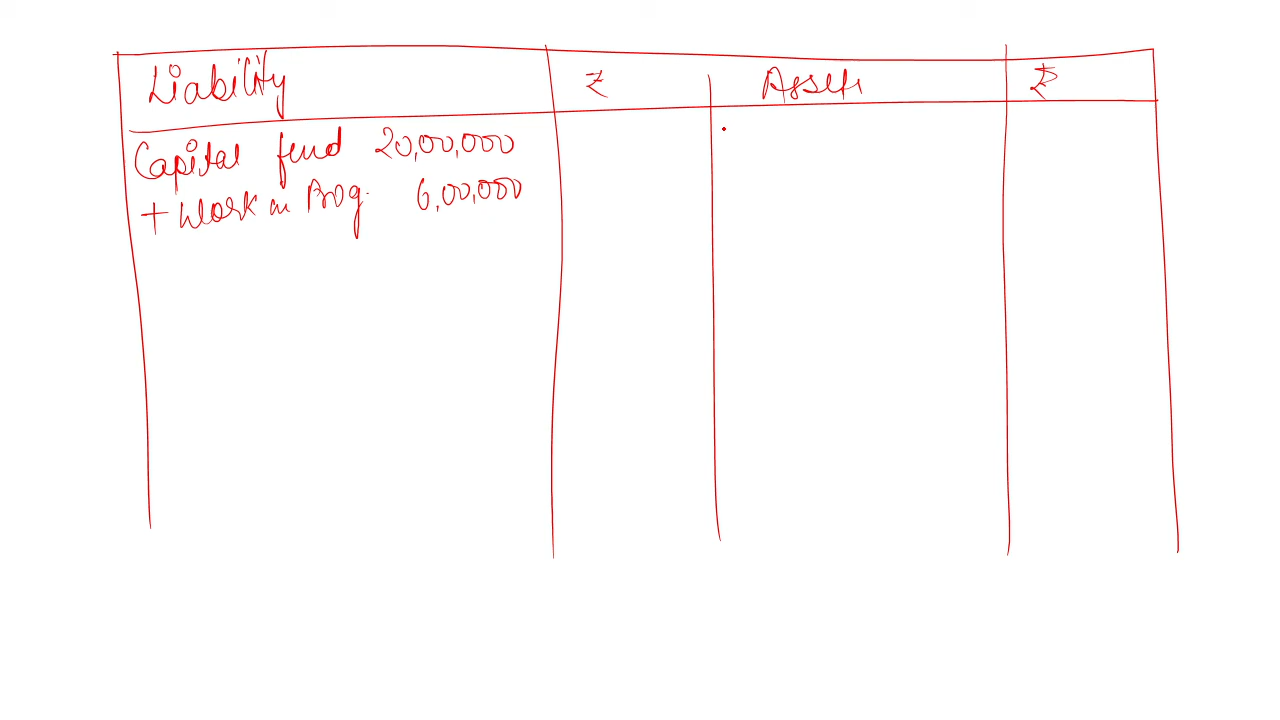 Liability ₹ Assets ₹
Capital fund 20,00,000
+ Work in Prog. 6,00,000